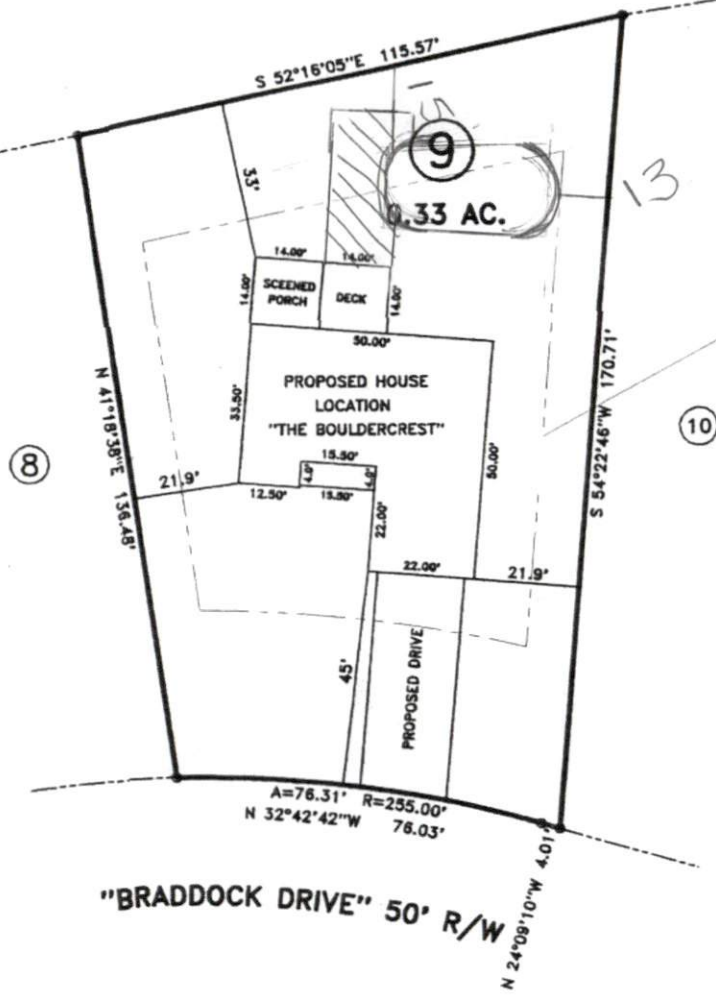 S 52°16'05"E 115.57'
15
9
0.33 AC.
13
33'
14.00'
14.00'
14.00'
SCEENED
PORCH
DECK
14.00'
50.00'
PROPOSED HOUSE
LOCATION
"THE BOULDERCREST"
33.50'
50.00'
N 41°18'38"E 136.48'
S 54°22'46"W 170.71'
8
10
21.9'
15.50'
4.0'
4.0'
12.50'
15.50'
22.00'
22.00'
21.9'
45'
PROPOSED DRIVE
A=76.31' R=255.00'
N 32°42'42"W 76.03'
N 24°09'10"W 4.01'
"BRADDOCK DRIVE" 50' R/W